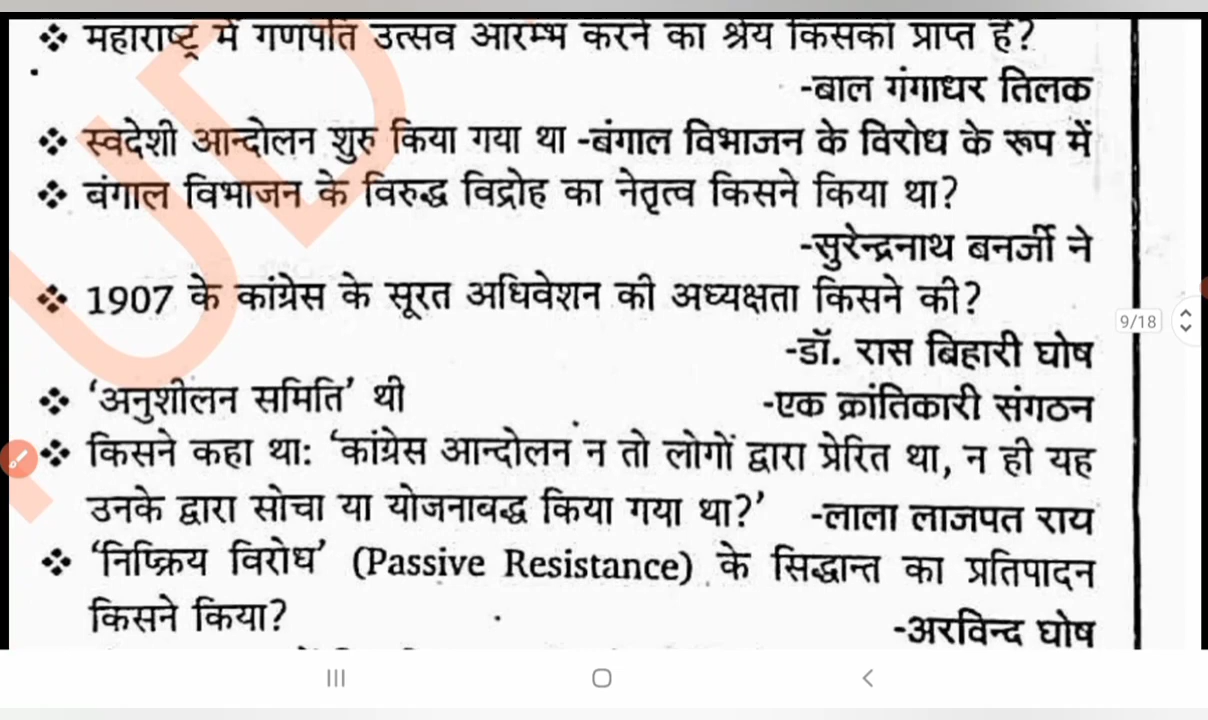 ❖ महाराष्ट्र में गणपति उत्सव आरम्भ करने का श्रेय किसको प्राप्त है?
-बाल गंगाधर तिलक
❖ स्वदेशी आन्दोलन शुरु किया गया था -बंगाल विभाजन के विरोध के रूप में
❖ बंगाल विभाजन के विरुद्ध विद्रोह का नेतृत्व किसने किया था?
-सुरेन्द्रनाथ बनर्जी ने
❖ 1907 के कांग्रेस के सूरत अधिवेशन की अध्यक्षता किसने की?
9/18
-डॉ. रास बिहारी घोष
❖ ‘अनुशीलन समिति’ थी -एक क्रांतिकारी संगठन
❖ किसने कहा था: ‘कांग्रेस आन्दोलन न तो लोगों द्वारा प्रेरित था, न ही यह
उनके द्वारा सोचा या योजनाबद्ध किया गया था?’ -लाला लाजपत राय
❖ ‘निष्क्रिय विरोध’ (Passive Resistance) के सिद्धान्त का प्रतिपादन
किसने किया?
-अरविन्द घोष